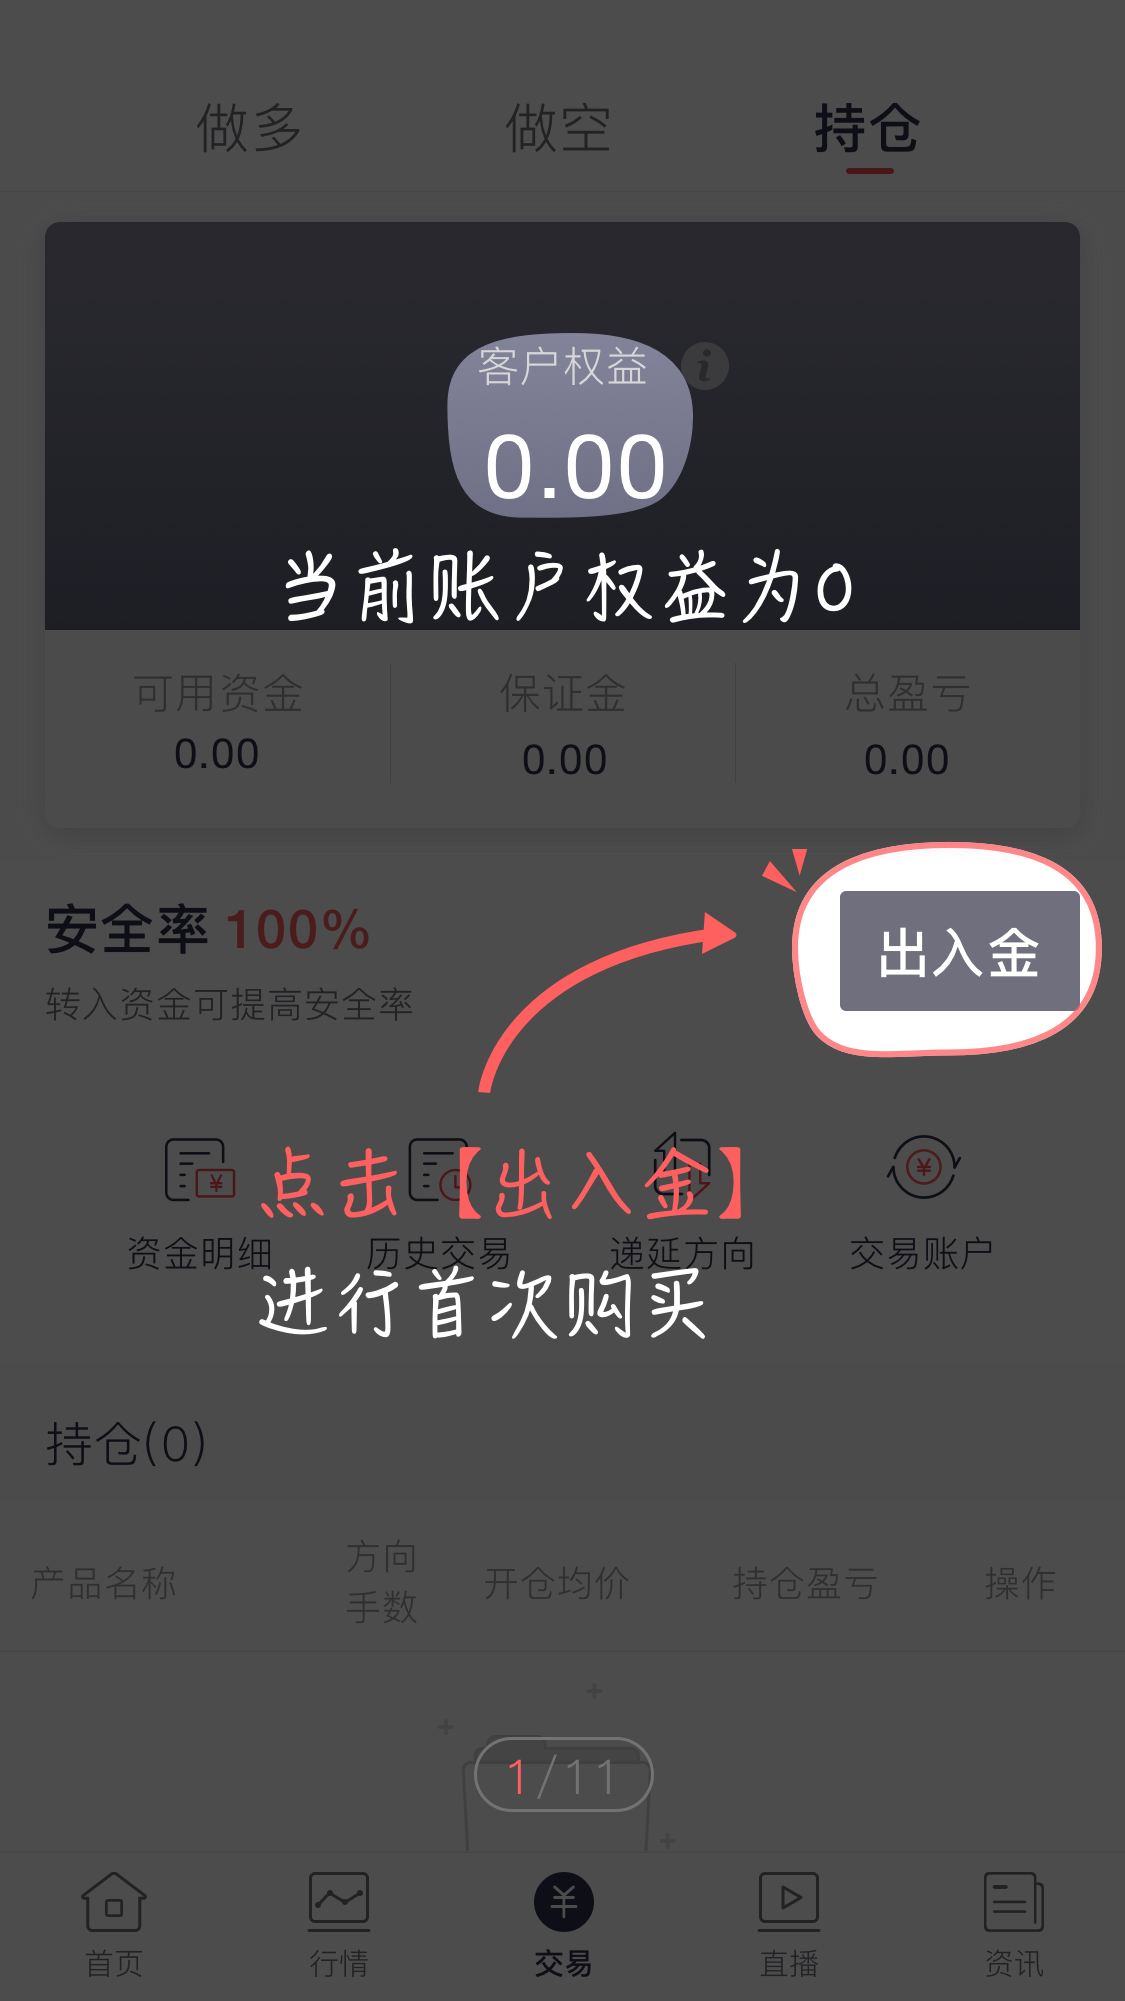 做多 做空 持仓
客户权益 i
0.00
当前账户权益为0
可用资金 保证金 总盈亏
0.00 0.00 0.00
安全率 100%
出入金
转入资金可提高安全率
点击【出入金】
资金明细 历史交易 递延方向 交易账户
进行首次购买
持仓(0)
产品名称 方向 开仓均价 持仓盈亏 操作
手数
1/11
首页 行情 交易 直播 资讯